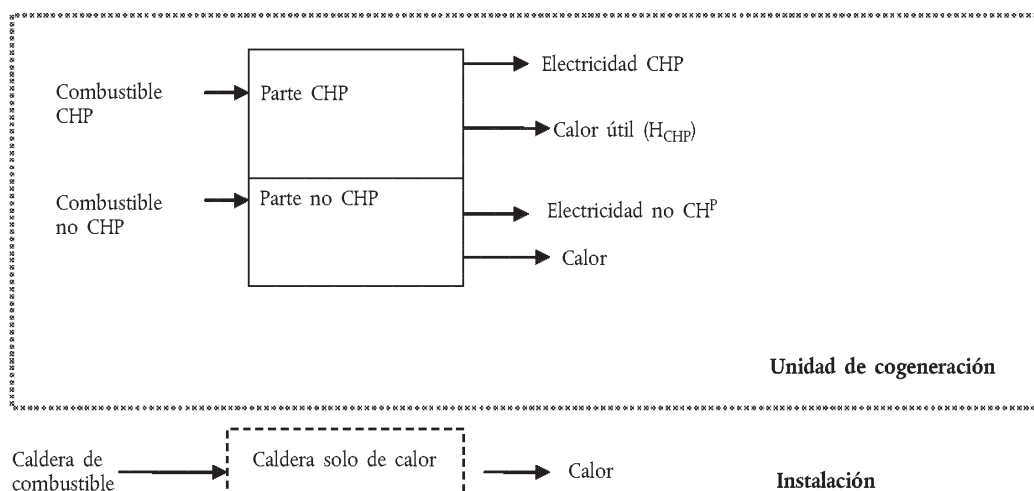 Electricidad CHP
Combustible
CHP
Parte CHP
Calor útil (HCHP)
Combustible
no CHP
Parte no CHP
Electricidad no CHP
Calor
Unidad de cogeneración
Caldera de
combustible
Caldera solo de calor
Calor
Instalación